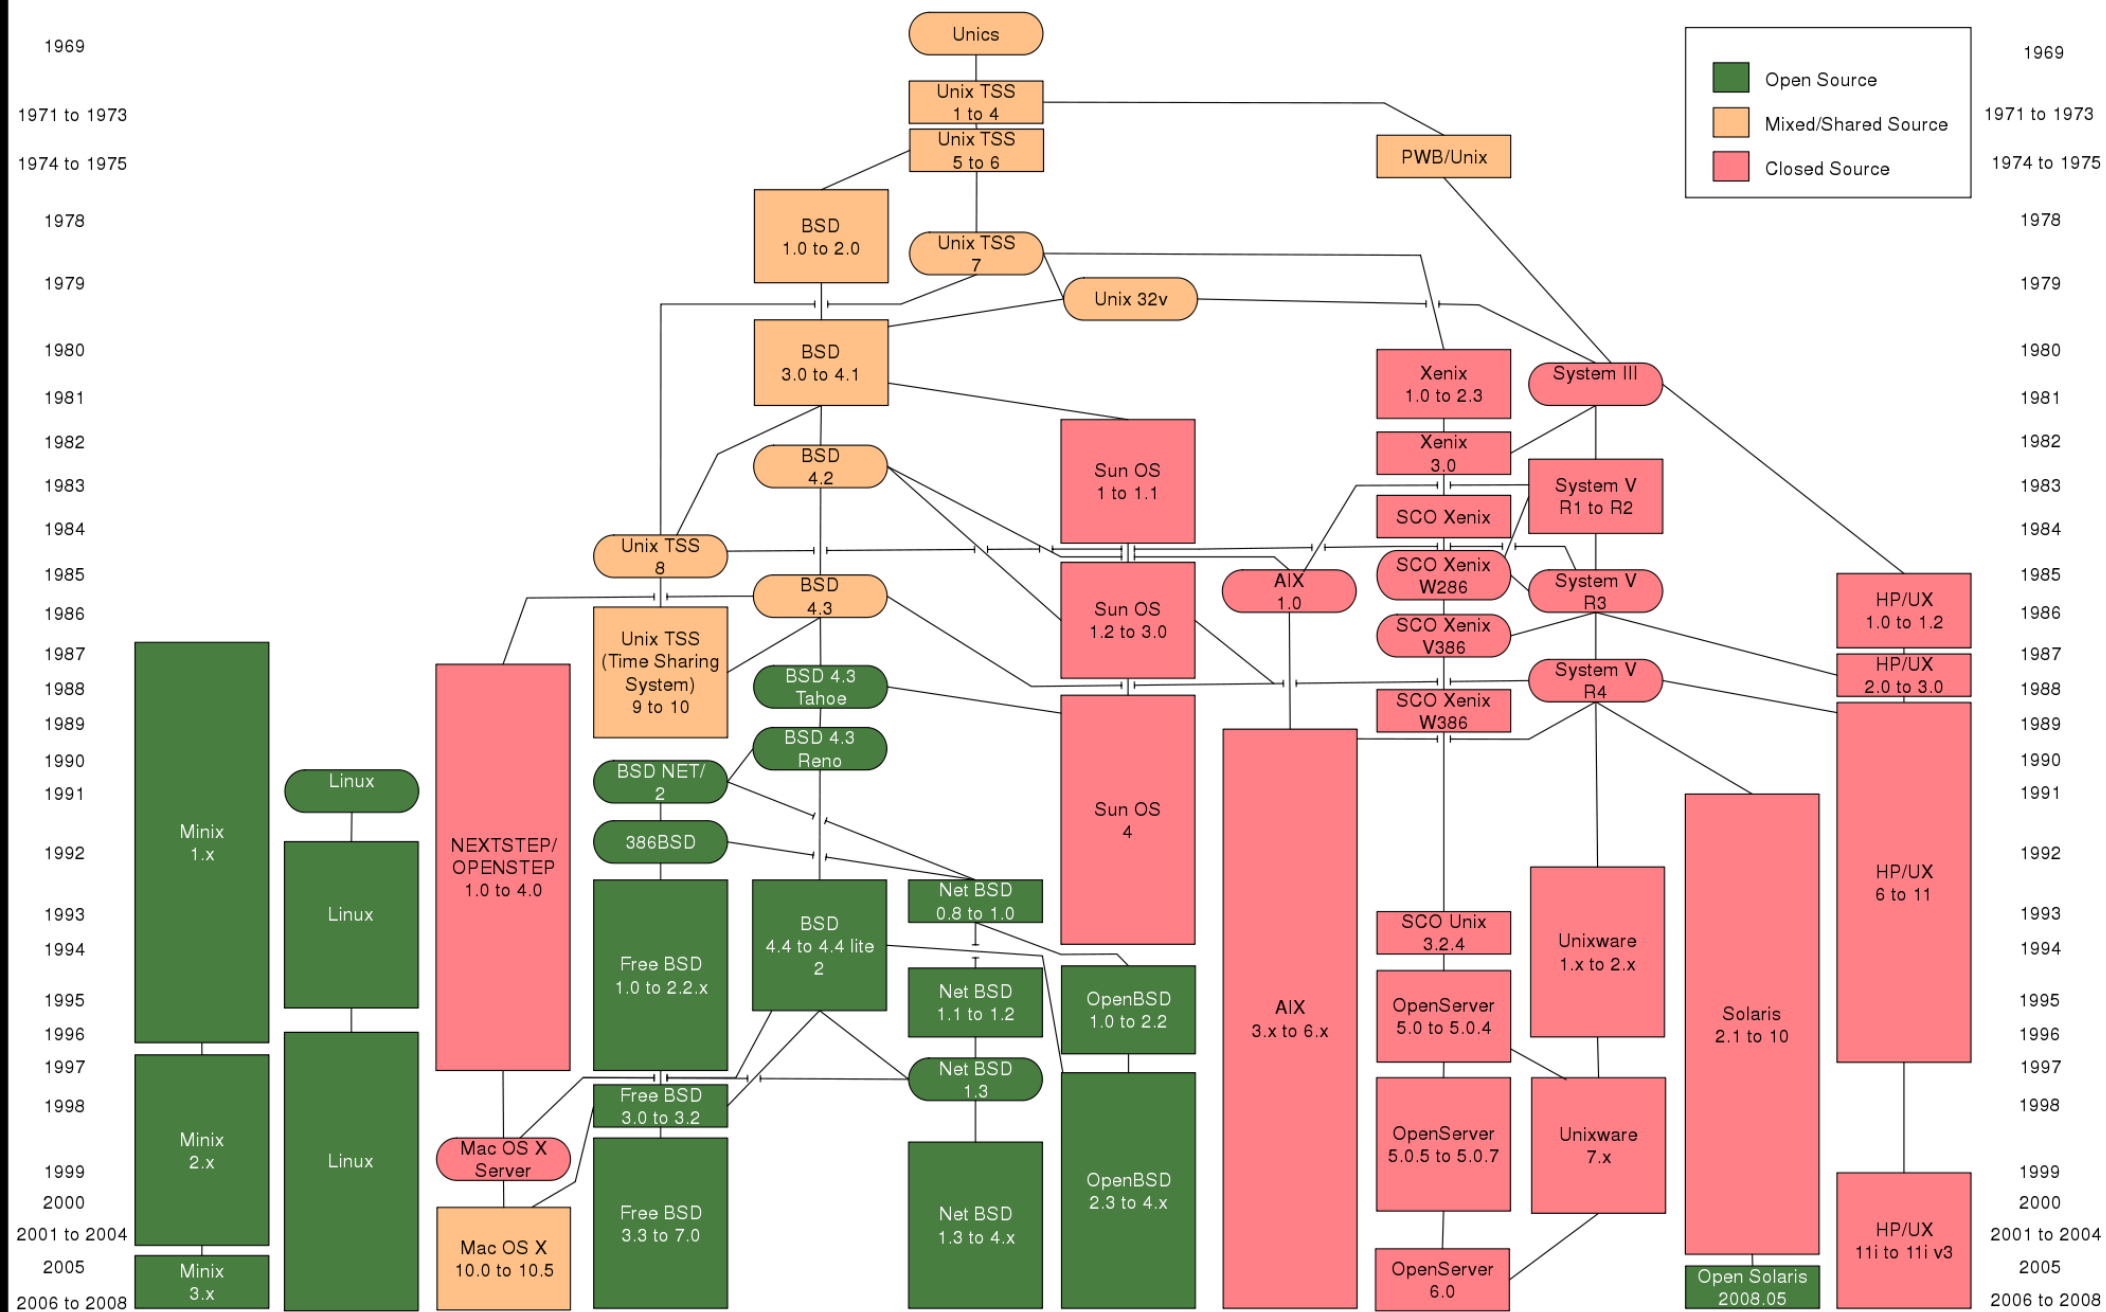 Unics
1969
1969
Open Source
Unix TSS
1 to 4
1971 to 1973
Mixed/Shared Source
1971 to 1973
Unix TSS
5 to 6
PWB/Unix
1974 to 1975
Closed Source
1974 to 1975
1978
BSD
1.0 to 2.0
Unix TSS
7
1978
1979
Unix 32v
1979
1980
BSD
3.0 to 4.1
Xenix
1.0 to 2.3
System III
1980
1981
1981
1982
BSD
4.2
Sun OS
1 to 1.1
Xenix
3.0
1982
1983
System V
R1 to R2
1983
SCO Xenix
1984
1984
Unix TSS
8
1985
BSD
4.3
AIX
1.0
SCO Xenix
W286
System V
R3
1985
1986
Sun OS
1.2 to 3.0
HP/UX
1.0 to 1.2
1986
Unix TSS
(Time Sharing
System)
9 to 10
SCO Xenix
V386
1987
1987
BSD 4.3
Tahoe
System V
R4
HP/UX
2.0 to 3.0
1988
1988
SCO Xenix
W386
1989
1989
BSD 4.3
Reno
1990
1990
BSD NET/
2
Linux
1991
1991
Sun OS
4
Minix
1.x
NEXTSTEP/
OPENSTEP
1.0 to 4.0
386BSD
1992
1992
HP/UX
6 to 11
Net BSD
0.8 to 1.0
1993
Linux
1993
BSD
4.4 to 4.4 lite
2
SCO Unix
3.2.4
1994
1994
Unixware
1.x to 2.x
Free BSD
1.0 to 2.2.x
Net BSD
1.1 to 1.2
OpenBSD
1.0 to 2.2
1995
1995
AIX
3.x to 6.x
OpenServer
5.0 to 5.0.4
Solaris
2.1 to 10
1996
1996
1997
1997
Net BSD
1.3
1998
Free BSD
3.0 to 3.2
1998
Minix
2.x
Mac OS X
Server
Linux
OpenServer
5.0.5 to 5.0.7
Unixware
7.x
1999
1999
OpenBSD
2.3 to 4.x
2000
2000
Free BSD
3.3 to 7.0
Net BSD
1.3 to 4.x
2001 to 2004
2001 to 2004
HP/UX
11i to 11i v3
Mac OS X
10.0 to 10.5
2005
2005
Minix
3.x
OpenServer
6.0
Open Solaris
2008.05
2006 to 2008
2006 to 2008